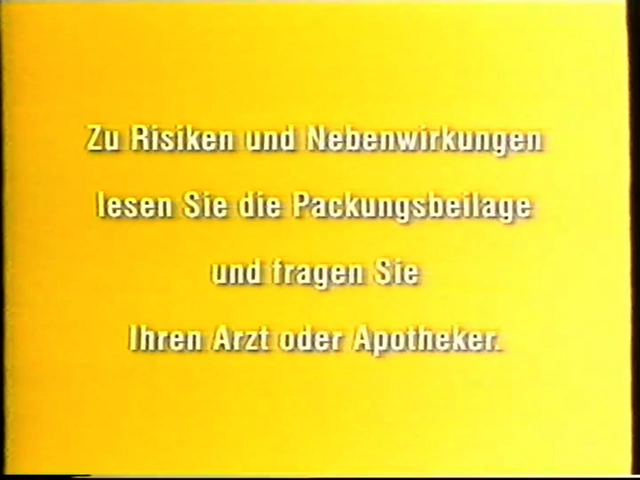 Zu Risiken und Nebenwirkungen
lesen Sie die Packungsbeilage
und fragen Sie
Ihren Arzt oder Apotheker.